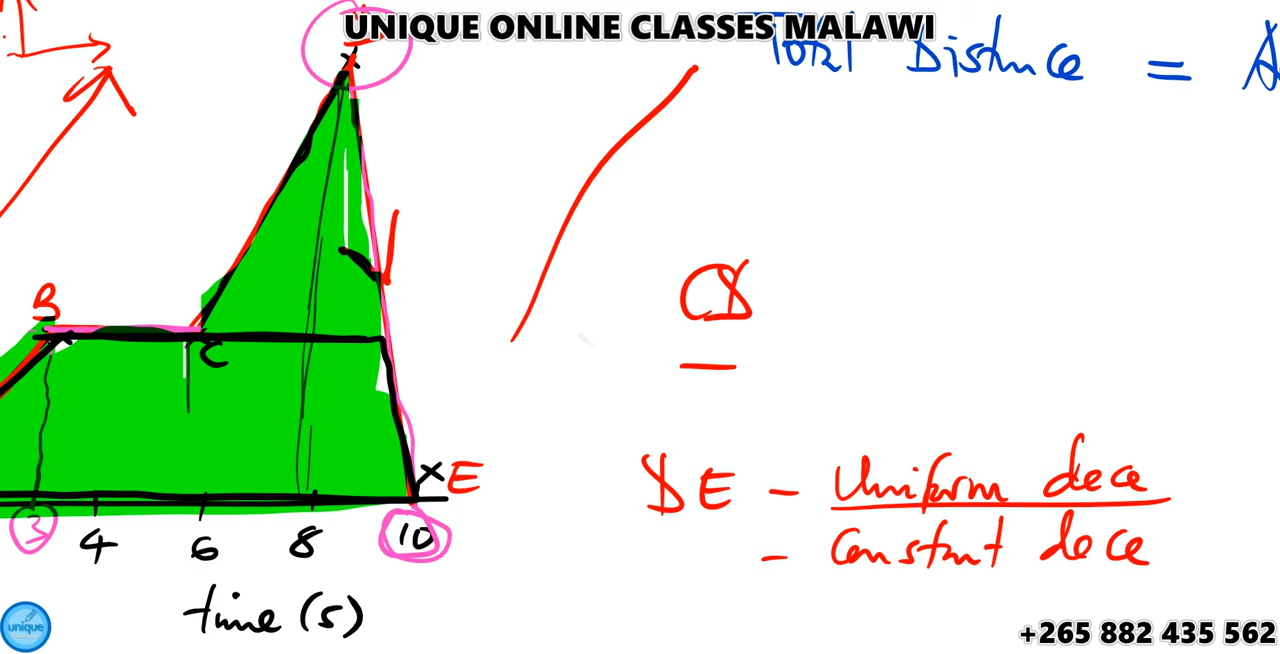 UNIQUE ONLINE CLASSES MALAWI
Total Distance =
B
C
CD
E
DE - Uniform dece
- Constant dece
3 4 6 8 10
time (s)
unique
+265 882 435 562